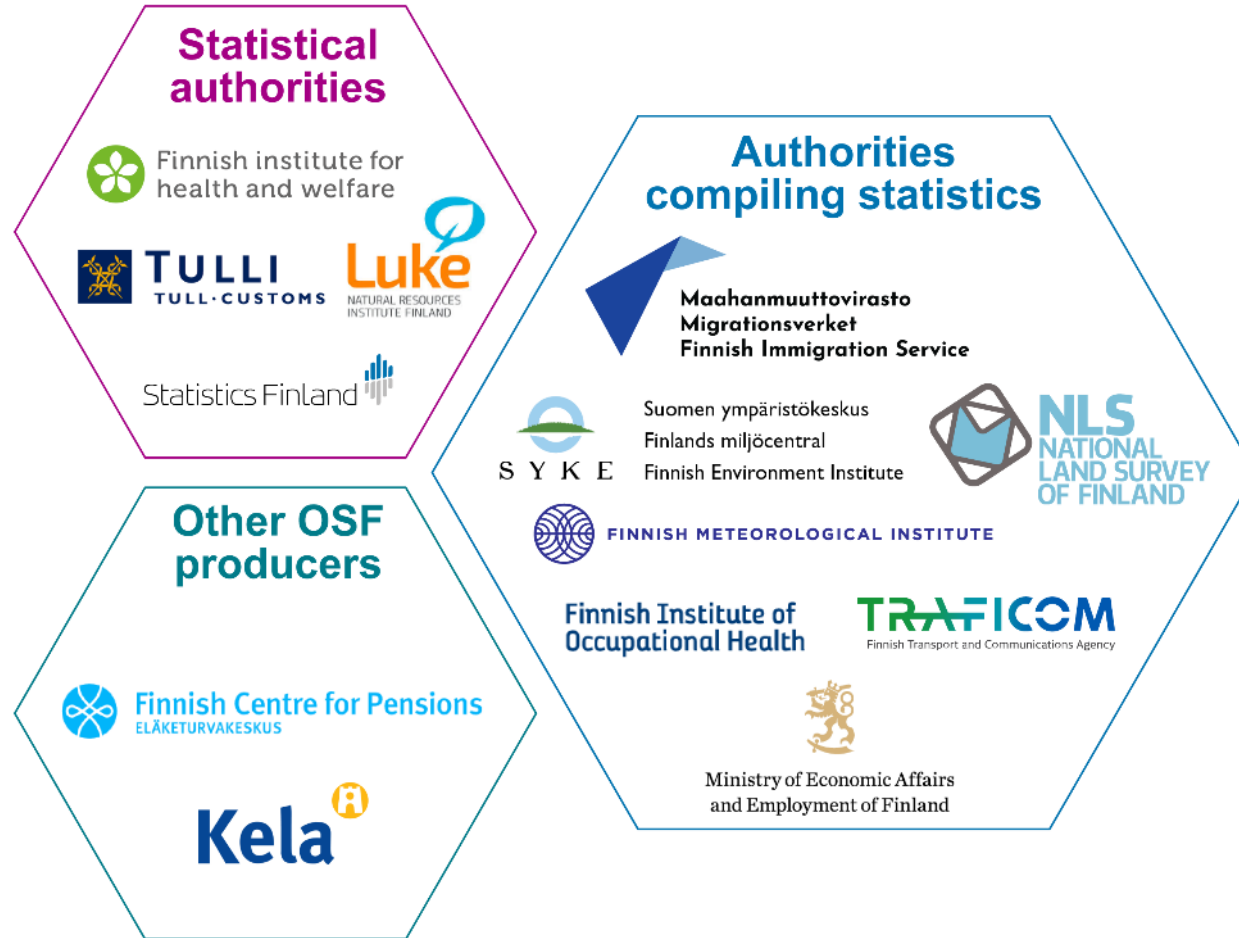 Statistical
authorities
Finnish institute for
health and welfare
TULLI
TULL·CUSTOMS
Luke
NATURAL RESOURCES
INSTITUTE FINLAND
Statistics Finland
Authorities
compiling statistics
Maahanmuuttovirasto
Migrationsverket
Finnish Immigration Service
SYKE
Suomen ympäristökeskus
Finlands miljöcentral
Finnish Environment Institute
NLS
NATIONAL
LAND SURVEY
OF FINLAND
FINNISH METEOROLOGICAL INSTITUTE
Finnish Institute of
Occupational Health
TRAFICOM
Finnish Transport and Communications Agency
Ministry of Economic Affairs
and Employment of Finland
Other OSF
producers
Finnish Centre for Pensions
ELÄKETURVAKESKUS
Kela